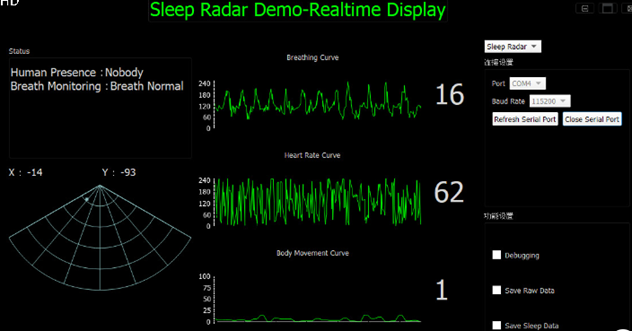 HD
Sleep Radar Demo-Realtime Display
Status
Human Presence : Nobody
Breath Monitoring : Breath Normal
X : -14 Y : -93
Breathing Curve
240
180
120
60
0
16
Heart Rate Curve
240
180
120
60
0
62
Body Movement Curve
100
75
50
25
0
1
Sleep Radar
连接设置
Port COM4
Baud Rate 115200
Refresh Serial Port Close Serial Port
功能设置
Debugging
Save Raw Data
Save Sleep Data